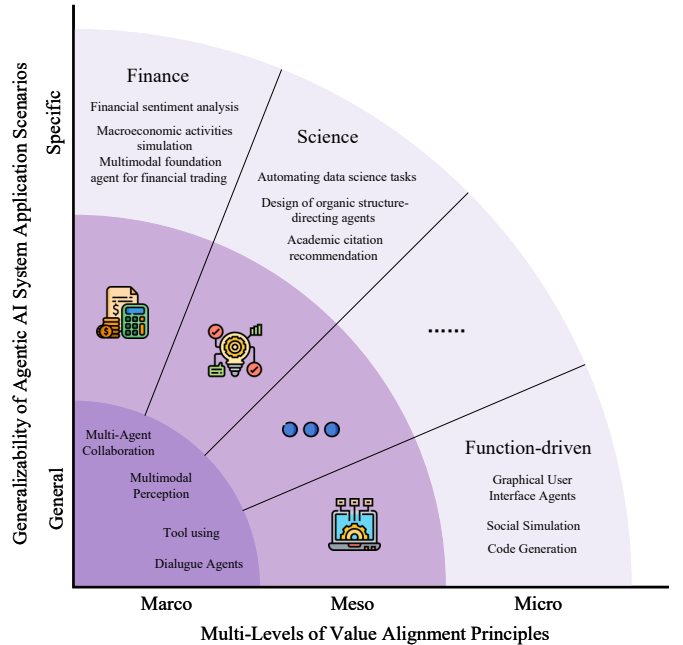 Generalizability of Agentic AI System Application Scenarios
Specific
General
Finance
Financial sentiment analysis
Macroeconomic activities
simulation
Multimodal foundation
agent for financial trading
Science
Automating data science tasks
Design of organic structure-
directing agents
Academic citation
recommendation
......
Function-driven
Graphical User
Interface Agents
Social Simulation
Code Generation
Multi-Agent
Collaboration
Multimodal
Perception
Tool using
Dialogue Agents
Marco
Meso
Micro
Multi-Levels of Value Alignment Principles